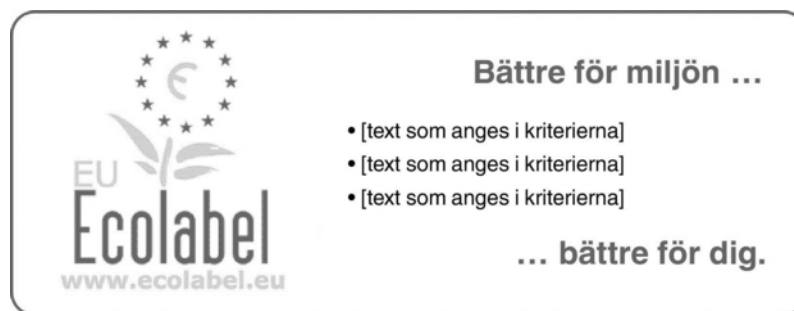 EU
Ecolabel
www.ecolabel.eu
Bättre för miljön …
• [text som anges i kriterierna]
• [text som anges i kriterierna]
• [text som anges i kriterierna]
… bättre för dig.